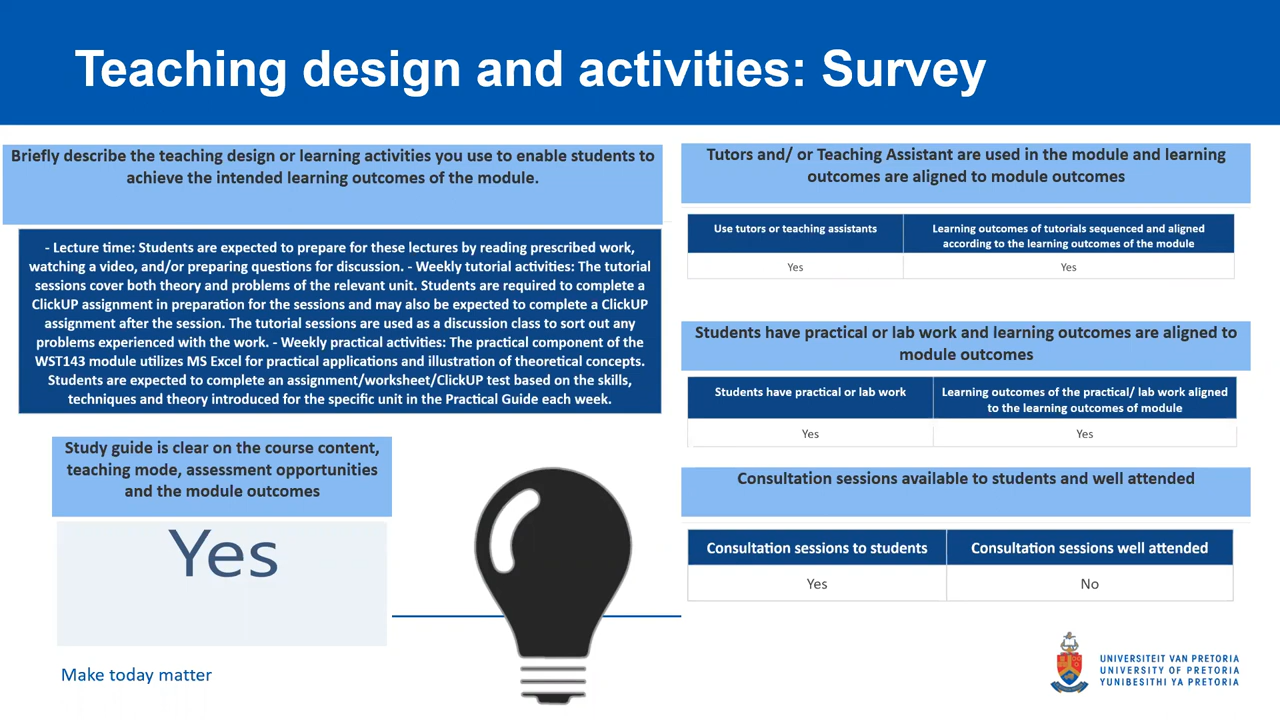 Teaching design and activities: Survey
Briefly describe the teaching design or learning activities you use to enable students to
achieve the intended learning outcomes of the module.
- Lecture time: Students are expected to prepare for these lectures by reading prescribed work,
watching a video, and/or preparing questions for discussion. - Weekly tutorial activities: The tutorial
sessions cover both theory and problems of the relevant unit. Students are required to complete a
ClickUP assignment in preparation for the sessions and may also be expected to complete a ClickUP
assignment after the session. The tutorial sessions are used as a discussion class to sort out any
problems experienced with the work. - Weekly practical activities: The practical component of the
WST143 module utilizes MS Excel for practical applications and illustration of theoretical concepts.
Students are expected to complete an assignment/worksheet/ClickUP test based on the skills,
techniques and theory introduced for the specific unit in the Practical Guide each week.
Study guide is clear on the course content,
teaching mode, assessment opportunities
and the module outcomes
Yes
Make today matter
Tutors and/ or Teaching Assistant are used in the module and learning
outcomes are aligned to module outcomes
Use tutors or teaching assistants
Learning outcomes of tutorials sequenced and aligned
according to the learning outcomes of the module
Yes
Yes
Students have practical or lab work and learning outcomes are aligned to
module outcomes
Students have practical or lab work
Learning outcomes of the practical/ lab work aligned
to the learning outcomes of module
Yes
Yes
Consultation sessions available to students and well attended
Consultation sessions to students
Consultation sessions well attended
Yes
No
UNIVERSITEIT VAN PRETORIA
UNIVERSITY OF PRETORIA
YUNIBESITHI YA PRETORIA